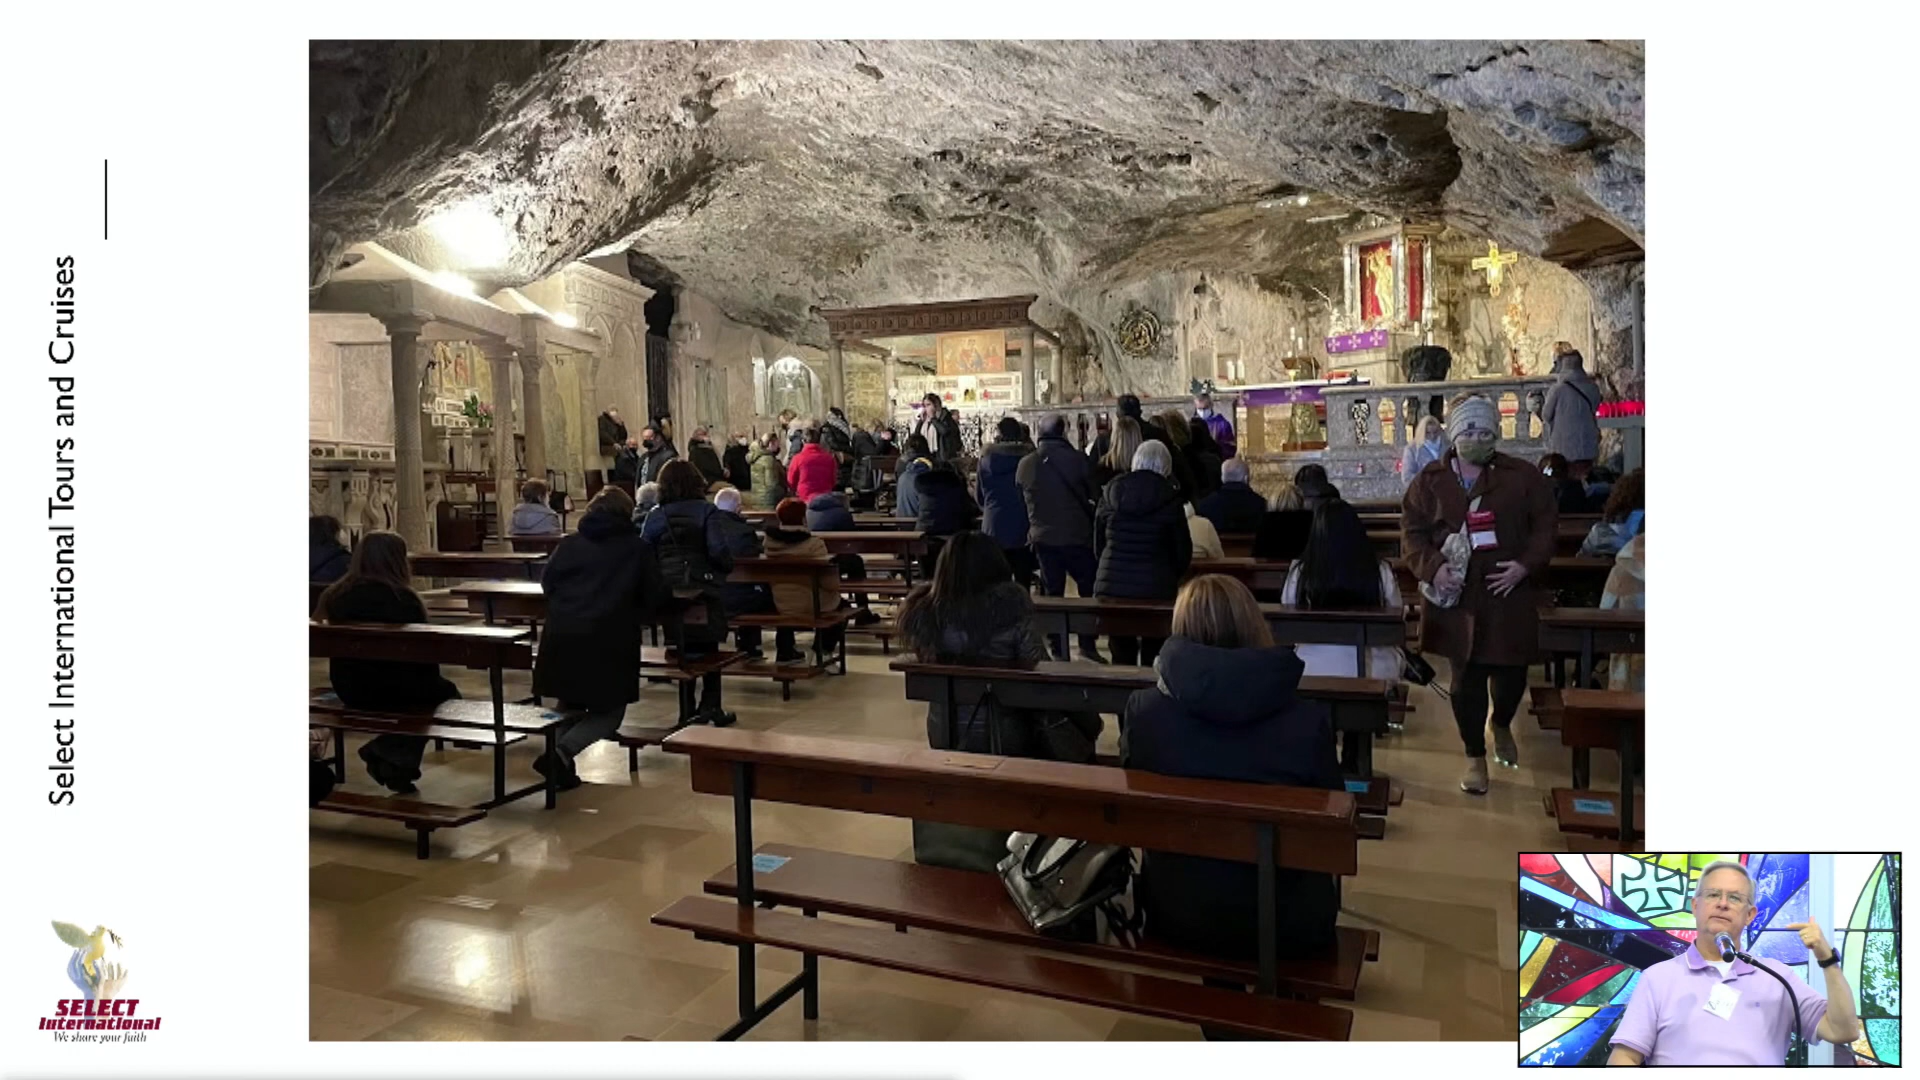 Select International Tours and Cruises
SELECT
International
We share your faith